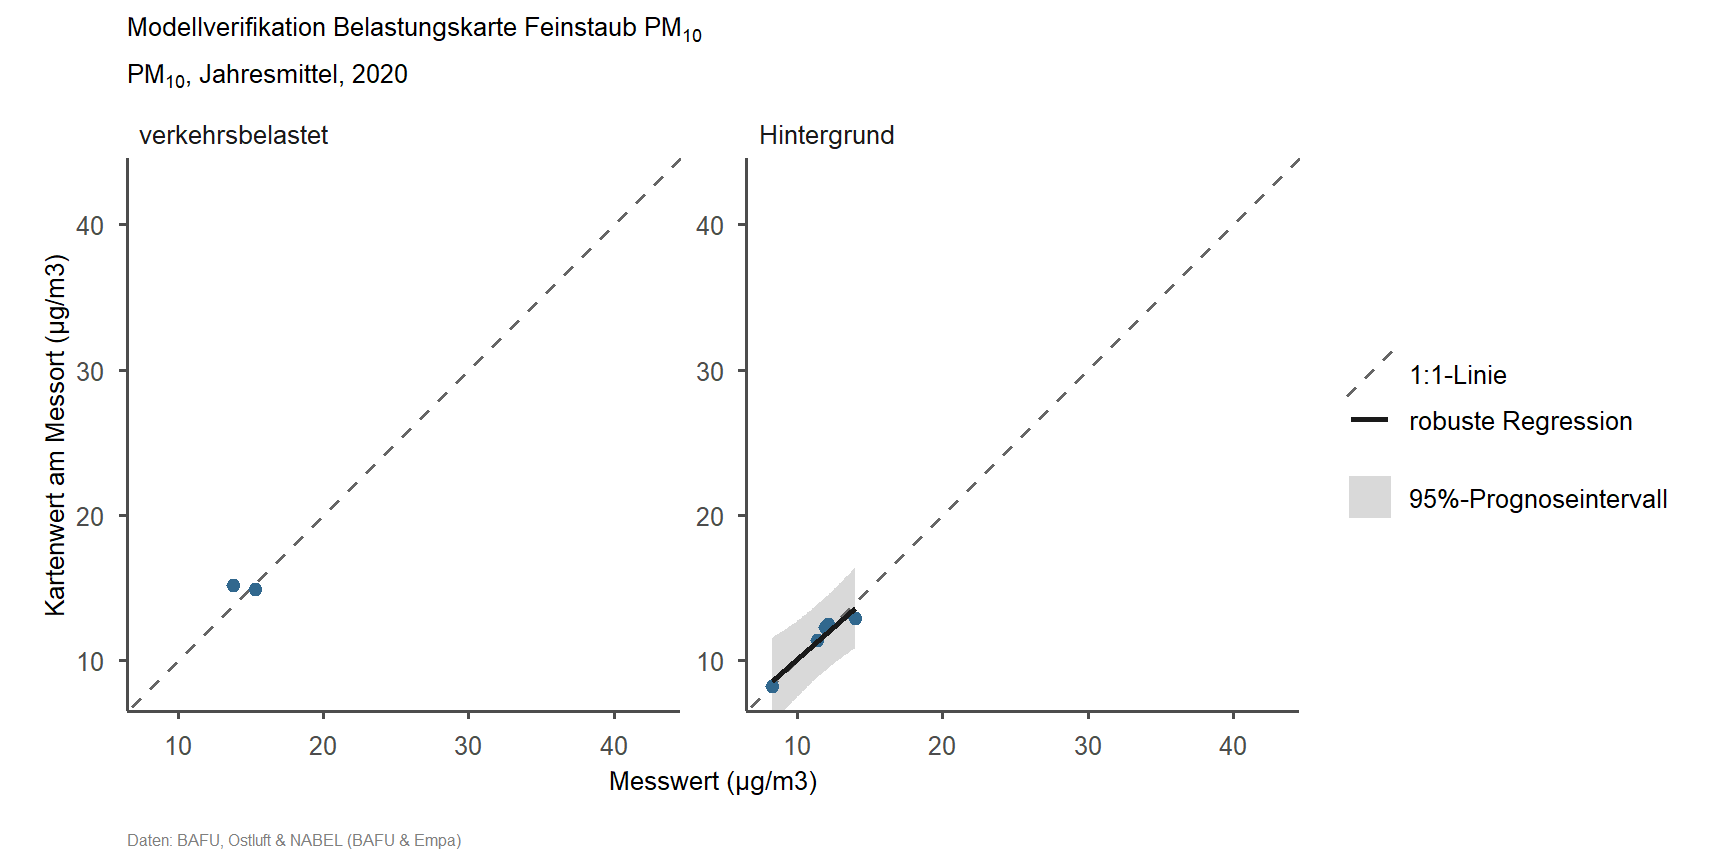 Modellverifikation Belastungskarte Feinstaub PM₁₀
PM₁₀, Jahresmittel, 2020
verkehrsbelastet
Hintergrund
Kartenwert am Messort (µg/m3)
40
30
20
10
10 20 30 40
40
30
20
10
10 20 30 40
Messwert (µg/m3)
1:1-Linie
robuste Regression
95%-Prognoseintervall
Daten: BAFU, Ostluft & NABEL (BAFU & Empa)